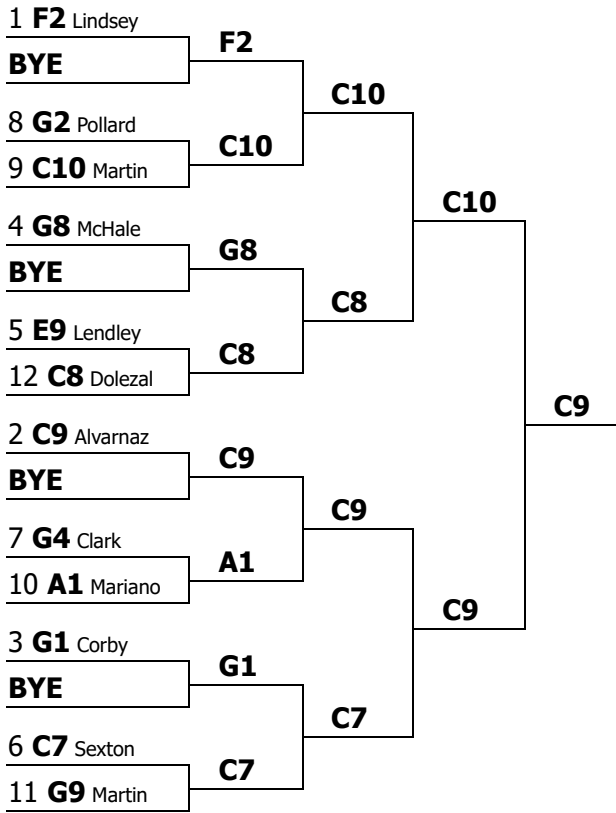 1 F2 Lindsey
BYE
8 G2 Pollard
9 C10 Martin
4 G8 McHale
BYE
5 E9 Lendley
12 C8 Dolezal
2 C9 Alvarnaz
BYE
7 G4 Clark
10 A1 Mariano
3 G1 Corby
BYE
6 C7 Sexton
11 G9 Martin
F2
C10
G8
C8
C9
A1
G1
C7
C10
C8
C9
C7
C10
C9
C9